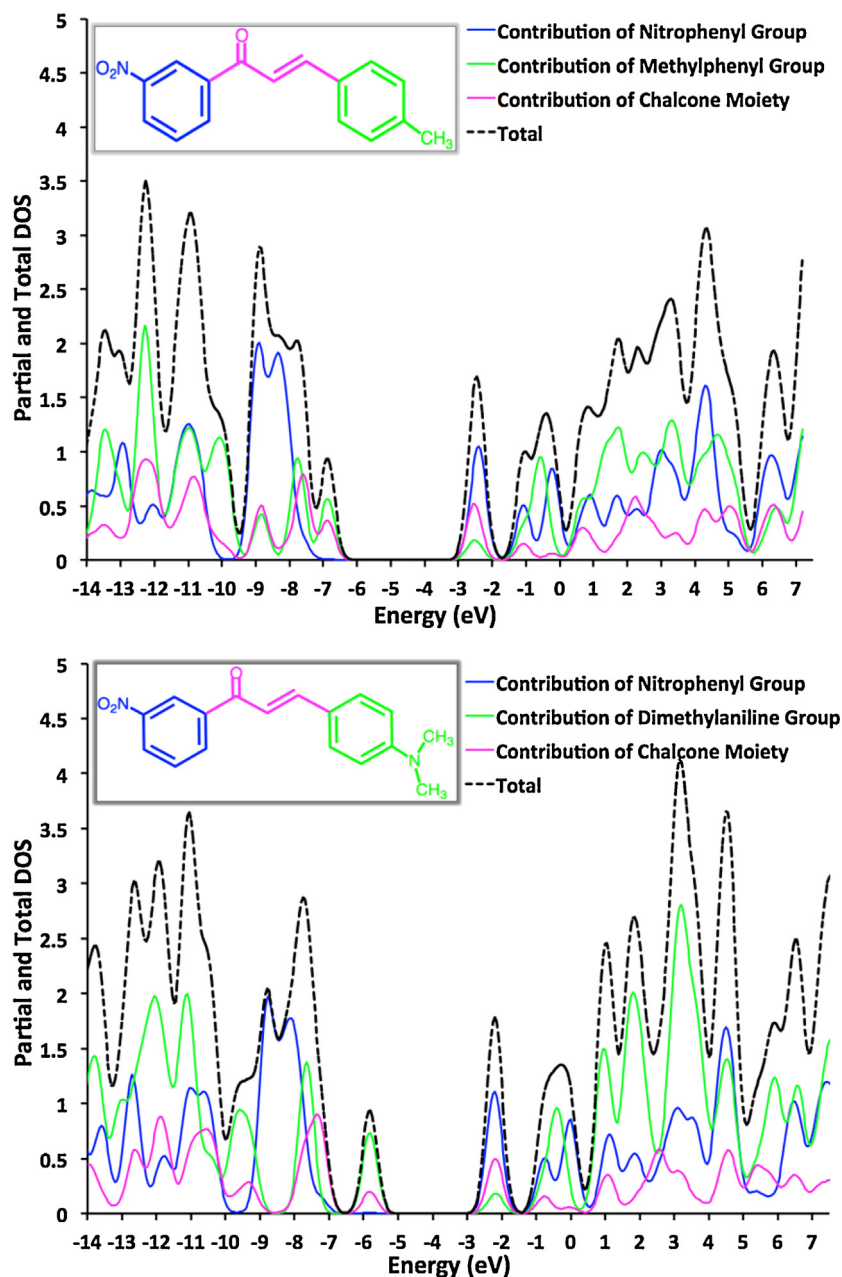 5
4.5
4
3.5
3
2.5
2
1.5
1
0.5
0
Partial and Total DOS
O₂N
O
CH₃
Contribution of Nitrophenyl Group
Contribution of Methylphenyl Group
Contribution of Chalcone Moiety
Total
-14 -13 -12 -11 -10 -9 -8 -7 -6 -5 -4 -3 -2 -1 0 1 2 3 4 5 6 7
Energy (eV)
5
4.5
4
3.5
3
2.5
2
1.5
1
0.5
0
Partial and Total DOS
O₂N
O
CH₃
N
CH₃
Contribution of Nitrophenyl Group
Contribution of Dimethylaniline Group
Contribution of Chalcone Moiety
Total
-14 -13 -12 -11 -10 -9 -8 -7 -6 -5 -4 -3 -2 -1 0 1 2 3 4 5 6 7
Energy (eV)